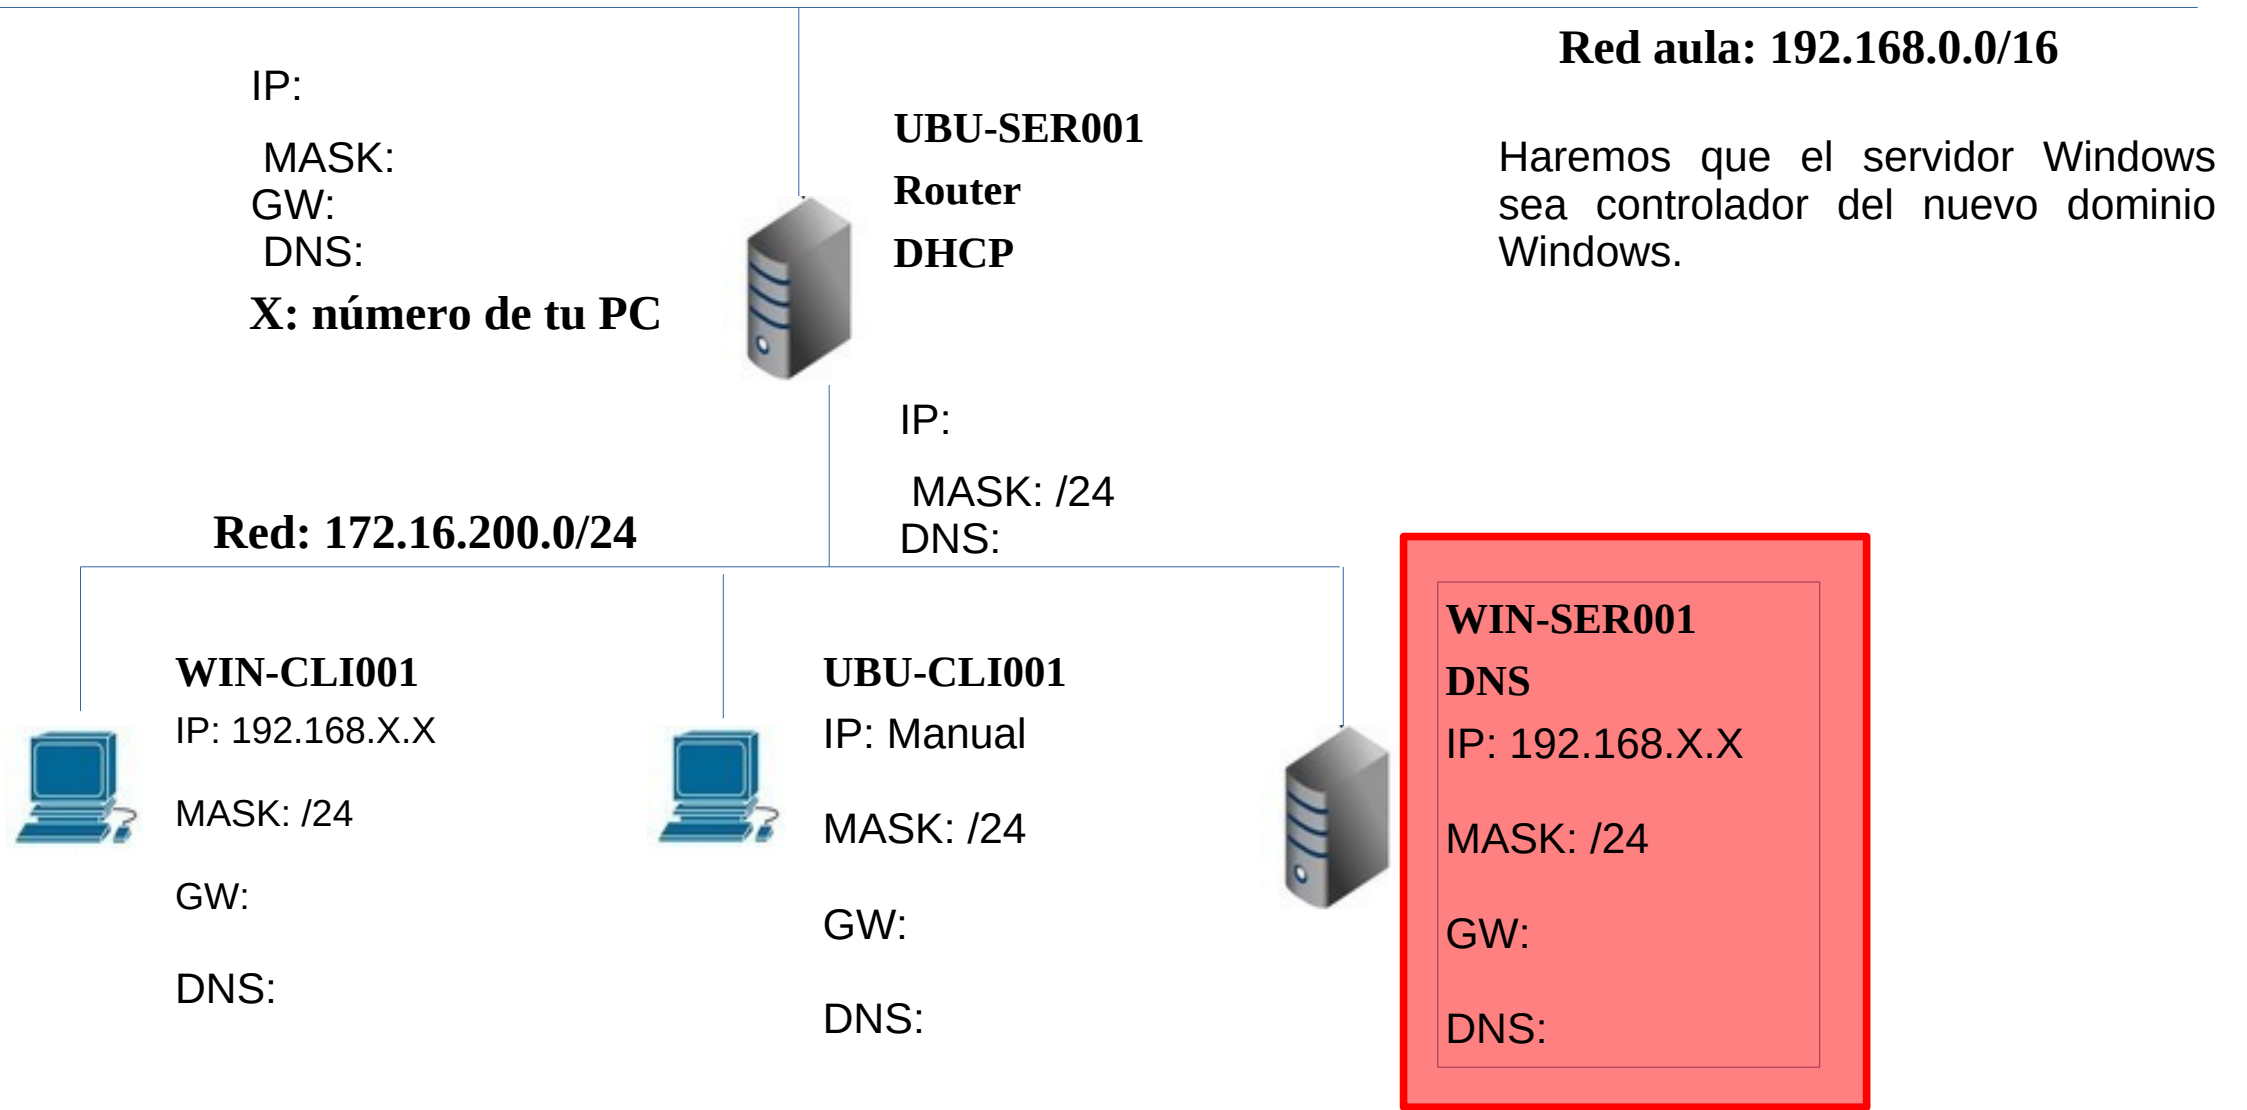 Red aula: 192.168.0.0/16
IP:
MASK:
GW:
DNS:
X: número de tu PC
UBU-SER001
Router
DHCP
Haremos que el servidor Windows
sea controlador del nuevo dominio
Windows.
IP:
MASK: /24
DNS:
Red: 172.16.200.0/24
WIN-CLI001
IP: 192.168.X.X
MASK: /24
GW:
DNS:
UBU-CLI001
IP: Manual
MASK: /24
GW:
DNS:
WIN-SER001
DNS
IP: 192.168.X.X
MASK: /24
GW:
DNS: